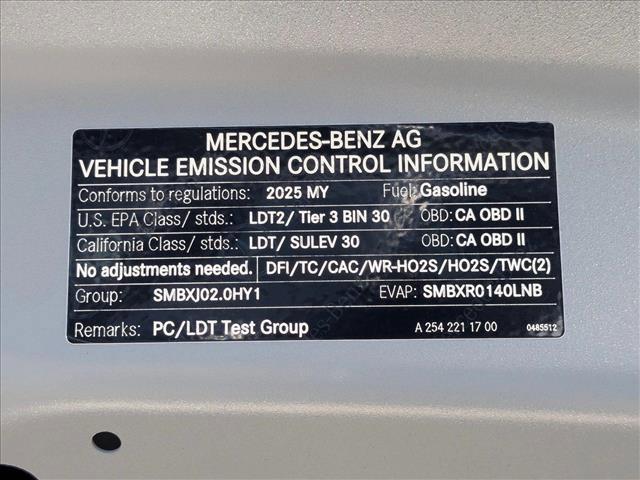 MERCEDES-BENZ AG
VEHICLE EMISSION CONTROL INFORMATION
Conforms to regulations: 2025 MY Fuel: Gasoline
U.S. EPA Class/ stds.: LDT2/ Tier 3 BIN 30 OBD: CA OBD II
California Class/ stds.: LDT/ SULEV 30 OBD: CA OBD II
No adjustments needed. DFI/TC/CAC/WR-HO2S/HO2S/TWC(2)
Group: SMBXJ02.0HY1 EVAP: SMBXR0140LNB
Remarks: PC/LDT Test Group A 254 221 17 00 0485512